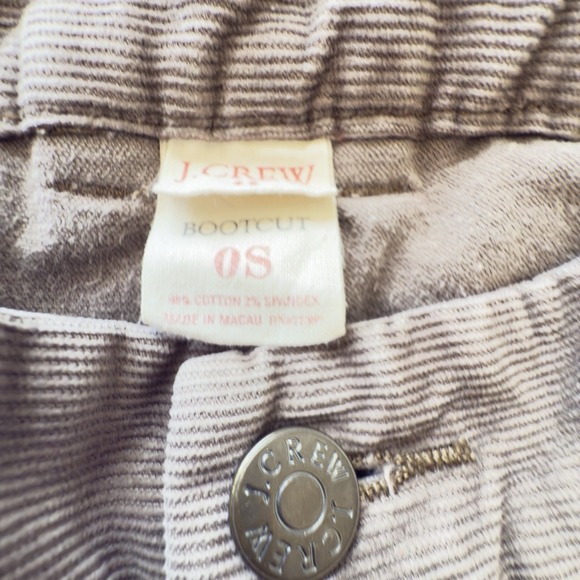 J.CREW
BOOTCUT
0S
98% COTTON 2% SPANDEX
MADE IN MACAU
J.CREW J.CREW